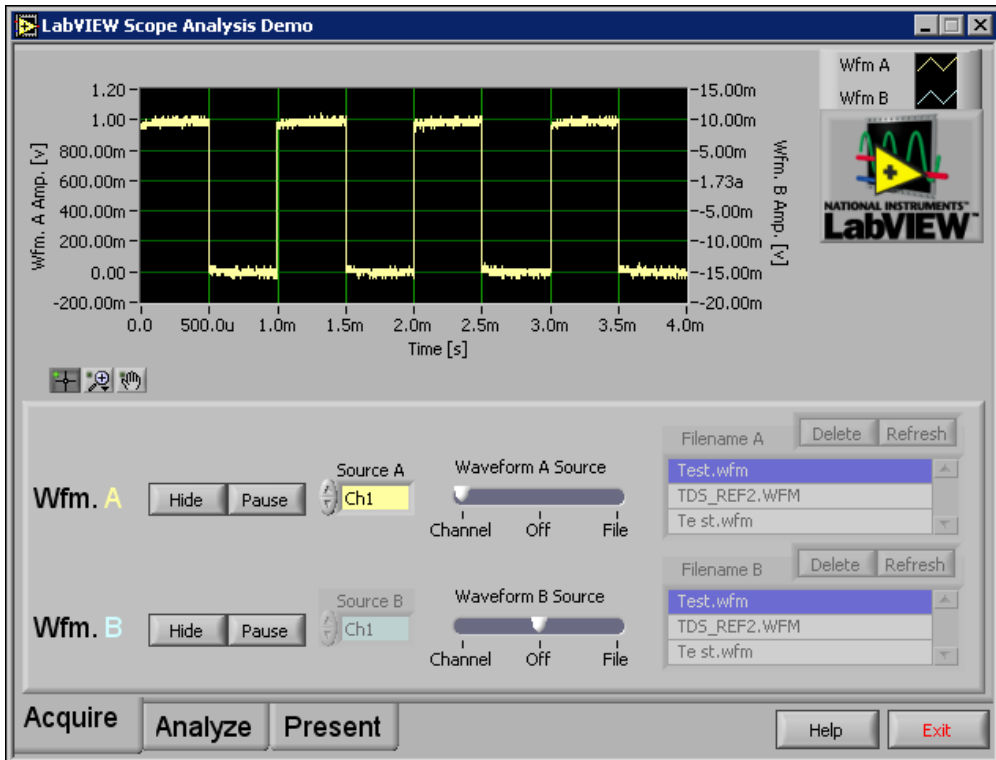 LabVIEW Scope Analysis Demo
Wfm A
Wfm B
NATIONAL INSTRUMENTS™
LabVIEW™
Wfm. A Amp. [v]
1.20
1.00
800.00m
600.00m
400.00m
200.00m
0.00
-200.00m
15.00m
10.00m
5.00m
-1.73a
-5.00m
-10.00m
-15.00m
-20.00m
Wfm. B Amp. [v]
0.0 500.0u 1.0m 1.5m 2.0m 2.5m 3.0m 3.5m 4.0m
Time [s]
Filename A Delete Refresh
Wfm. A Hide Pause
Source A
Ch1
Waveform A Source
Channel Off File
Test.wfm
TDS_REF2.WFM
Te st.wfm
Filename B Delete Refresh
Wfm. B Hide Pause
Source B
Ch1
Waveform B Source
Channel Off File
Test.wfm
TDS_REF2.WFM
Te st.wfm
Acquire Analyze Present
Help Exit